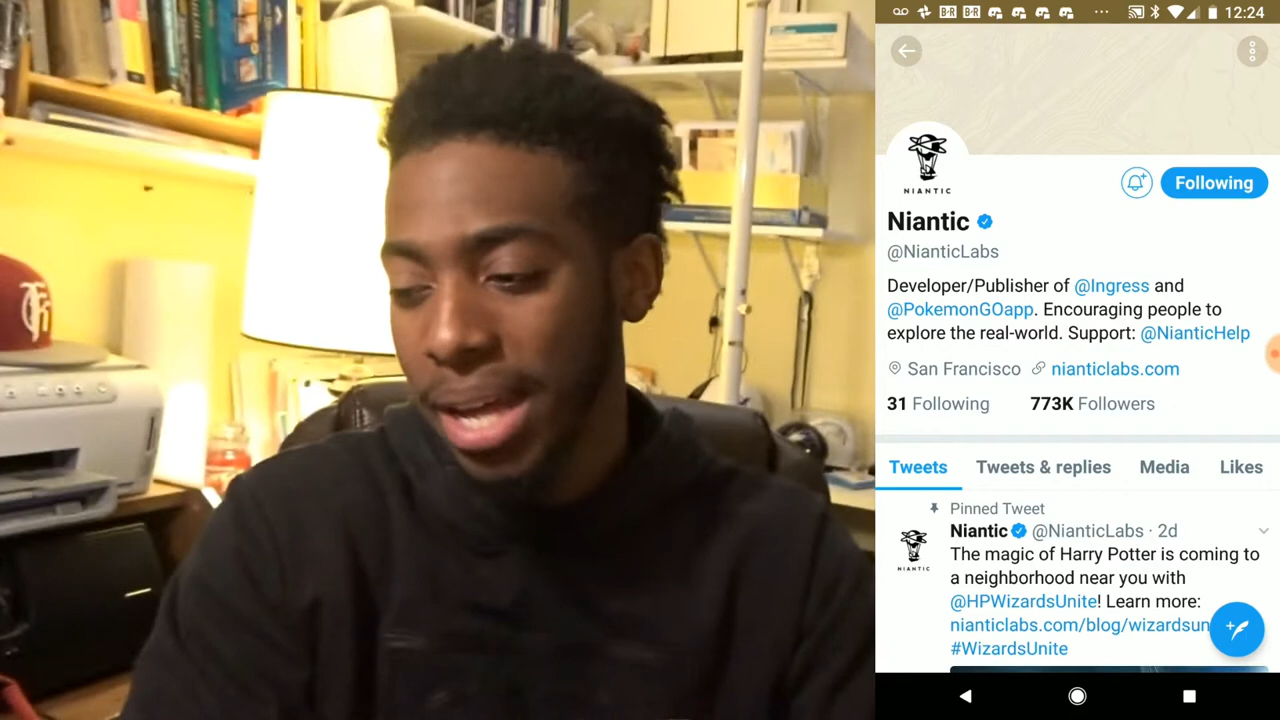 B·R B·R ... 12:24
NIANTIC
Following
Niantic
@NianticLabs
Developer/Publisher of @Ingress and
@PokemonGOapp. Encouraging people to
explore the real-world. Support: @NianticHelp
San Francisco nianticlabs.com
31 Following 773K Followers
Tweets Tweets & replies Media Likes
Pinned Tweet
Niantic @NianticLabs · 2d
NIANTIC
The magic of Harry Potter is coming to
a neighborhood near you with
@HPWizardsUnite! Learn more:
nianticlabs.com/blog/wizardsun
#WizardsUnite